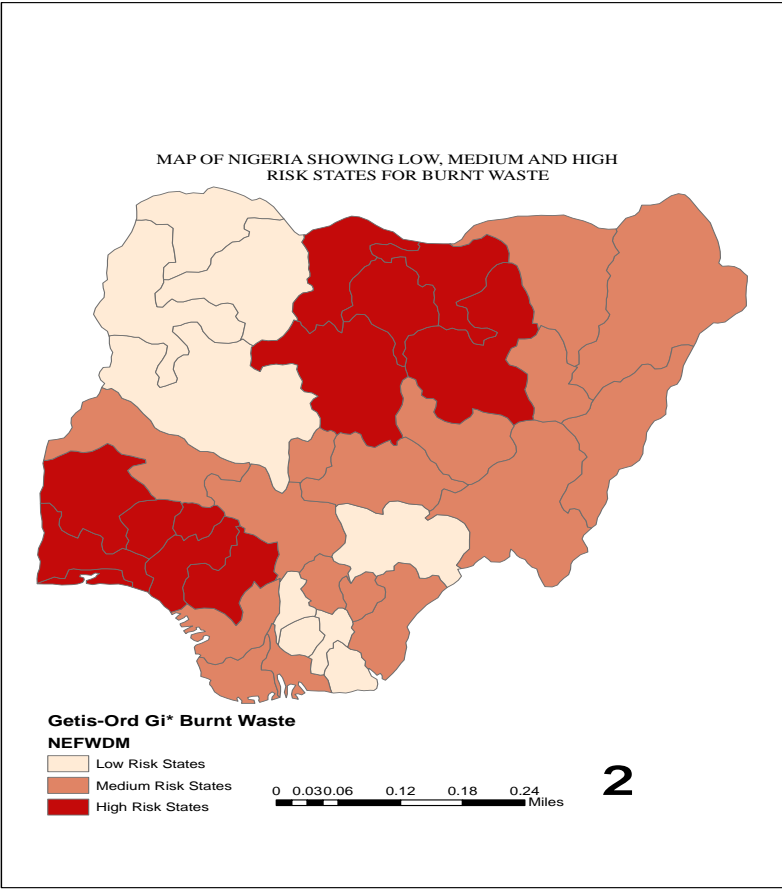 MAP OF NIGERIA SHOWING LOW, MEDIUM AND HIGH
RISK STATES FOR BURNT WASTE
Getis-Ord Gi* Burnt Waste
NEFWDM
Low Risk States
Medium Risk States
High Risk States
0 0.030.06 0.12 0.18 0.24
Miles
2